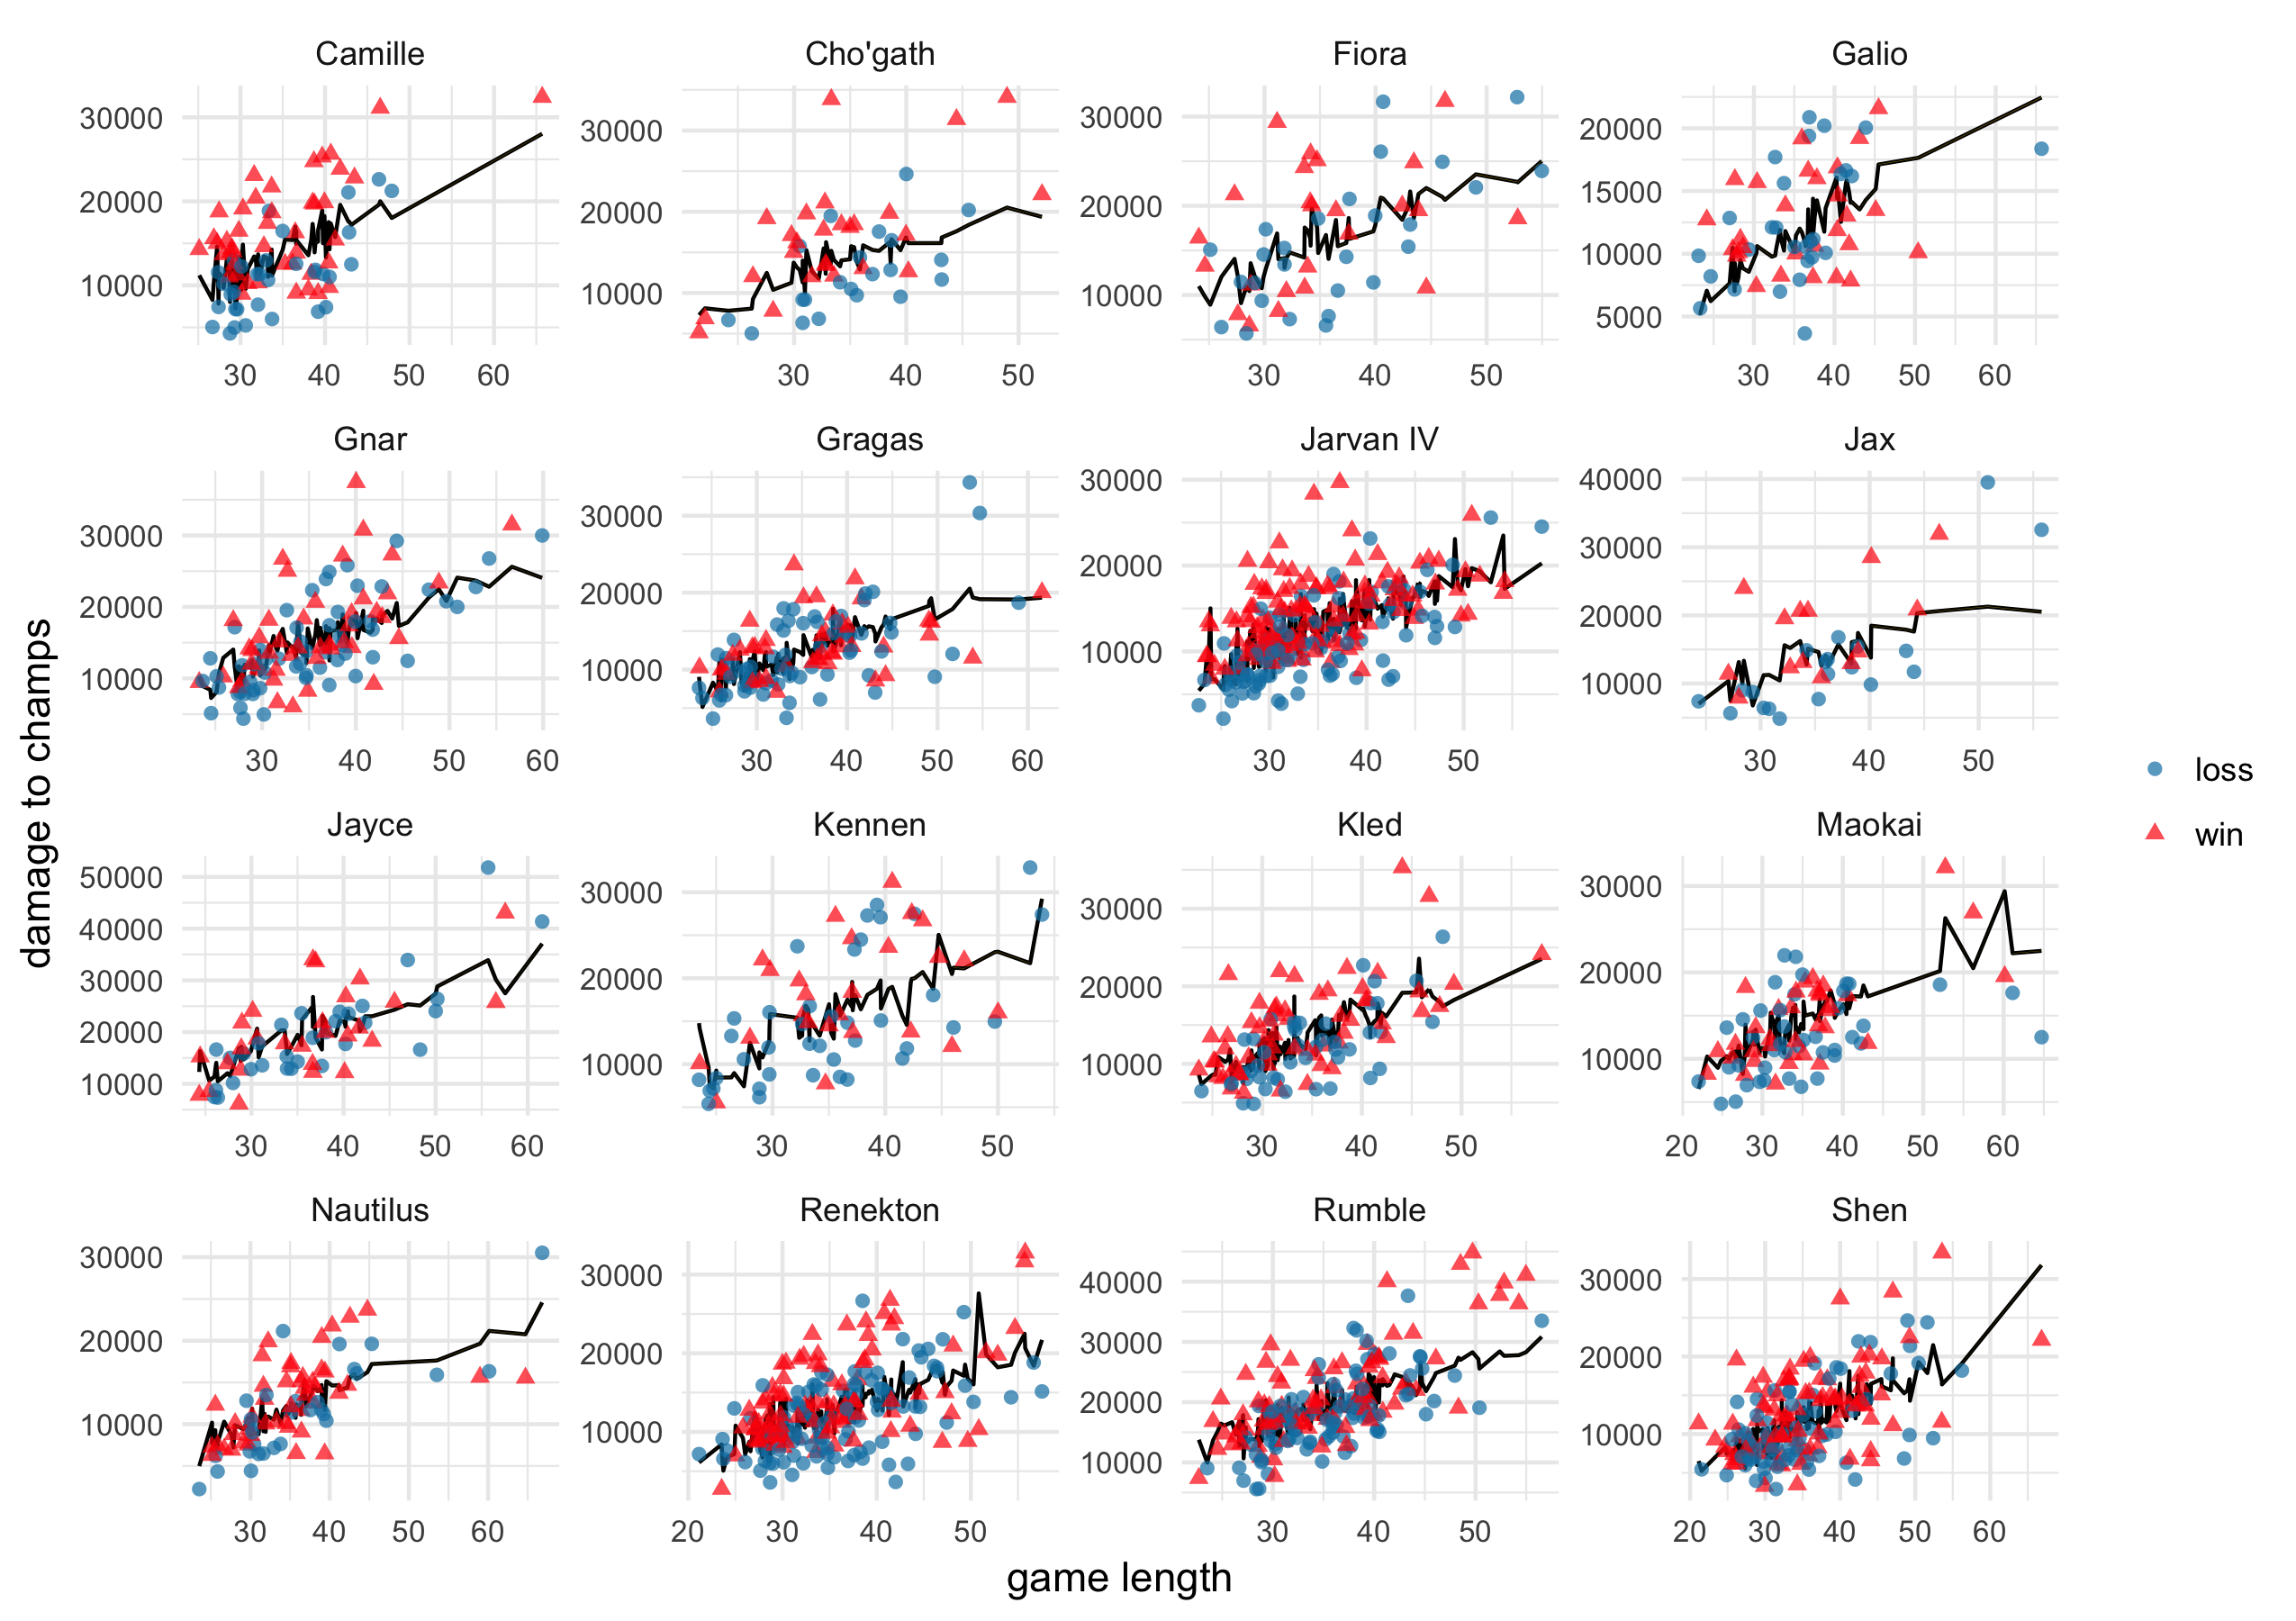 Camille Cho'gath Fiora Galio
30000
20000
10000
30 40 50 60
30000
20000
10000
30 40 50
30000
20000
10000
30 40 50
20000
15000
10000
5000
30 40 50 60
Gnar Gragas Jarvan IV Jax
30000
20000
10000
30 40 50 60
30000
20000
10000
30 40 50 60
30000
20000
10000
30 40 50
40000
30000
20000
10000
30 40 50
Jayce Kennen Kled Maokai
50000
40000
30000
20000
10000
30 40 50 60
30000
20000
10000
30 40 50
30000
20000
10000
30 40 50
30000
20000
10000
20 30 40 50 60
Nautilus Renekton Rumble Shen
30000
20000
10000
30 40 50 60
30000
20000
10000
20 30 40 50
40000
30000
20000
10000
30 40 50
30000
20000
10000
20 30 40 50 60
damage to champs
game length
loss
win